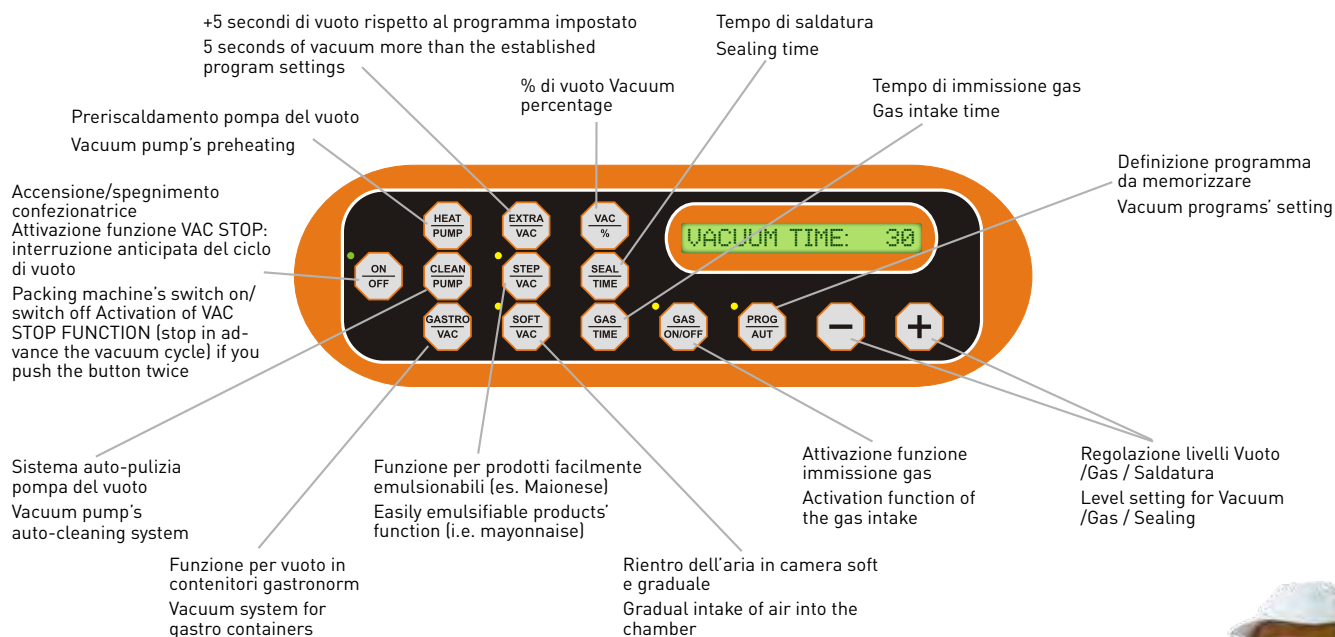 +5 secondi di vuoto rispetto al programma impostato
5 seconds of vacuum more than the established
program settings
Tempo di saldatura
Sealing time
% di vuoto Vacuum
percentage
Tempo di immissione gas
Gas intake time
Preriscaldamento pompa del vuoto
Vacuum pump's preheating
Definizione programma
da memorizzare
Vacuum programs' setting
Accensione/spegnimento
confezionatrice
Attivazione funzione VAC STOP:
interruzione anticipata del ciclo
di vuoto
Packing machine's switch on/
switch off Activation of VAC
STOP FUNCTION (stop in ad-
vance the vacuum cycle) if you
push the button twice
HEAT
PUMP
EXTRA
VAC
VAC
%
VACUUM TIME: 30
ON
OFF
CLEAN
PUMP
STEP
VAC
SEAL
TIME
GASTRO
VAC
SOFT
VAC
GAS
TIME
GAS
ON/OFF
PROG
AUT
−
+
Sistema auto-pulizia
pompa del vuoto
Vacuum pump's
auto-cleaning system
Funzione per prodotti facilmente
emulsionabili (es. Maionese)
Easily emulsifiable products'
function (i.e. mayonnaise)
Attivazione funzione
immissione gas
Activation function of
the gas intake
Regolazione livelli Vuoto
/Gas / Saldatura
Level setting for Vacuum
/Gas / Sealing
Funzione per vuoto in
contenitori gastronorm
Vacuum system for
gastro containers
Rientro dell'aria in camera soft
e graduale
Gradual intake of air into the
chamber